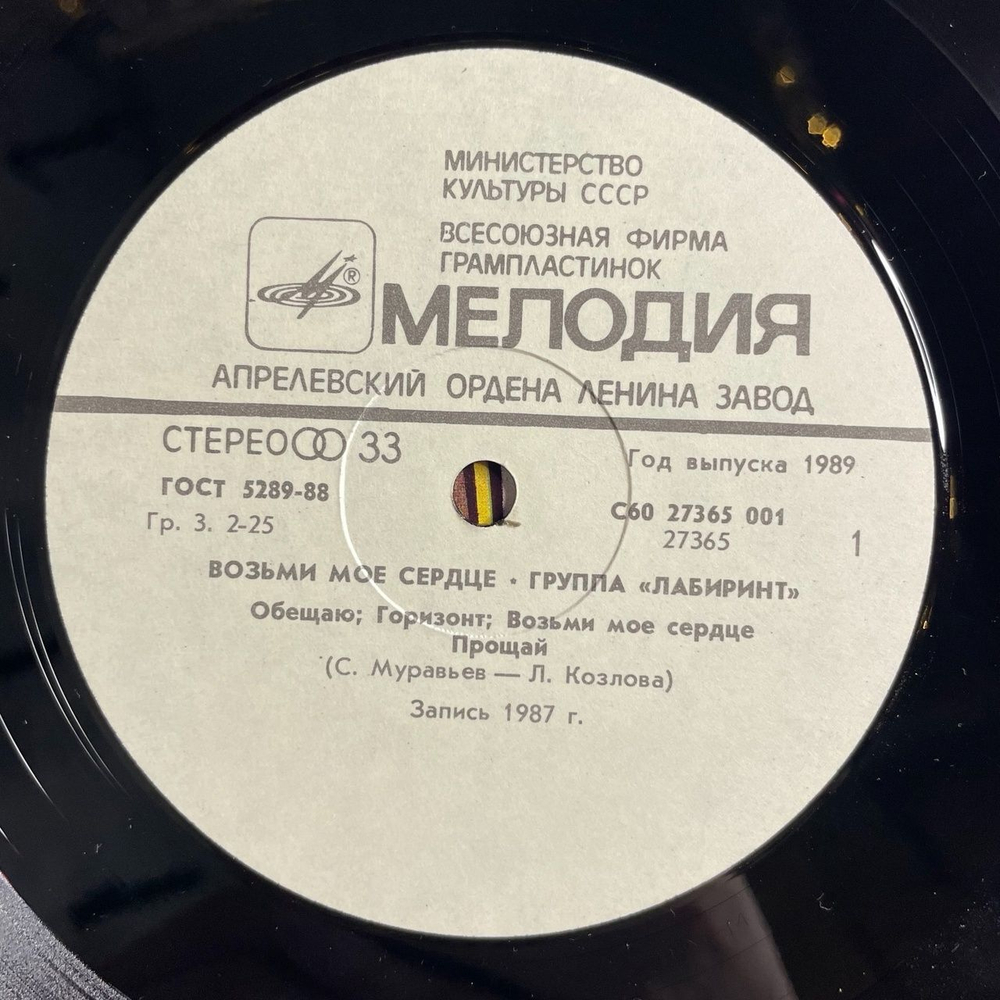 МИНИСТЕРСТВО
КУЛЬТУРЫ СССР
ВСЕСОЮЗНАЯ ФИРМА
ГРАМПЛАСТИНОК
®
МЕЛОДИЯ
АПРЕЛЕВСКИЙ ОРДЕНА ЛЕНИНА ЗАВОД
СТЕРЕО 33
Год выпуска 1989
ГОСТ 5289-88
С60 27365 001
Гр. 3. 2-25
27365
1
ВОЗЬМИ МОЕ СЕРДЦЕ • ГРУППА «ЛАБИРИНТ»
Обещаю; Горизонт; Возьми мое сердце
Прощай
(С. Муравьев — Л. Козлова)
Запись 1987 г.